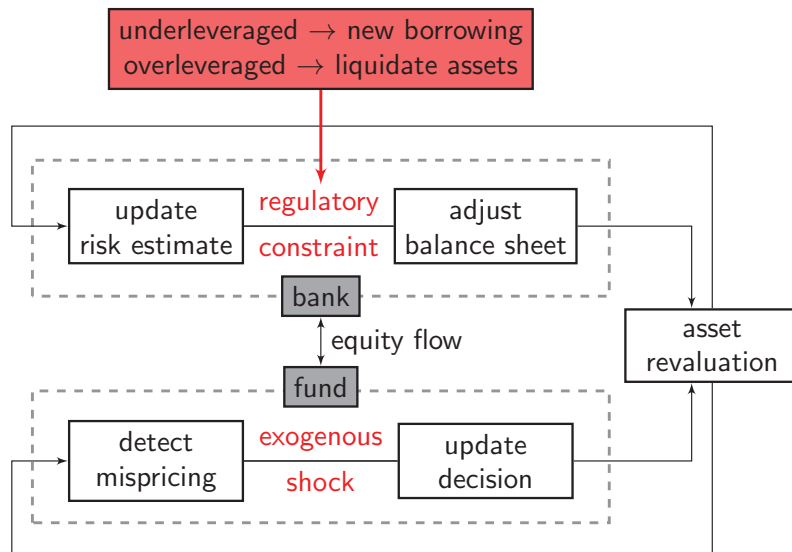 underleveraged → new borrowing
overleveraged → liquidate assets
update
risk estimate
regulatory
constraint
adjust
balance sheet
bank
equity flow
fund
asset
revaluation
detect
mispricing
exogenous
shock
update
decision